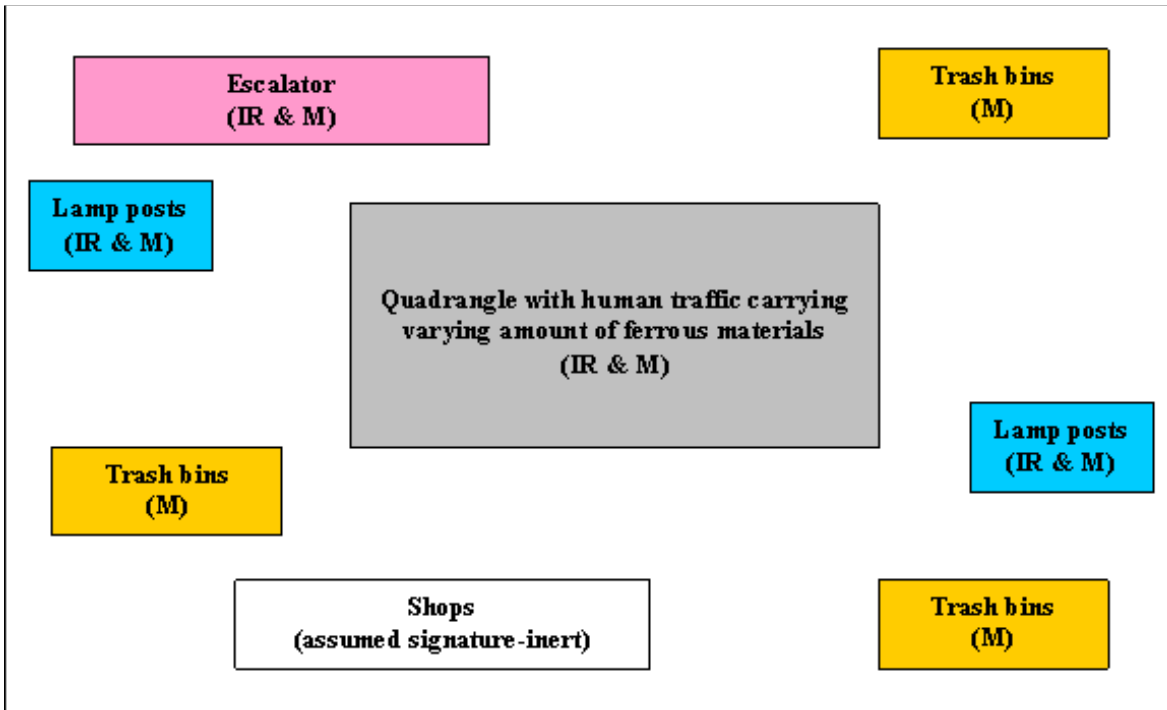 Escalator
(IR & M)
Trash bins
(M)
Lamp posts
(IR & M)
Quadrangle with human traffic carrying
varying amount of ferrous materials
(IR & M)
Lamp posts
(IR & M)
Trash bins
(M)
Shops
(assumed signature-inert)
Trash bins
(M)